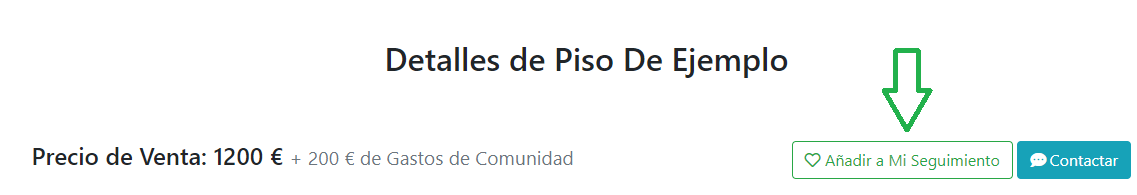 Detalles de Piso De Ejemplo
Precio de Venta: 1200 € + 200 € de Gastos de Comunidad
Añadir a Mi Seguimiento
Contactar